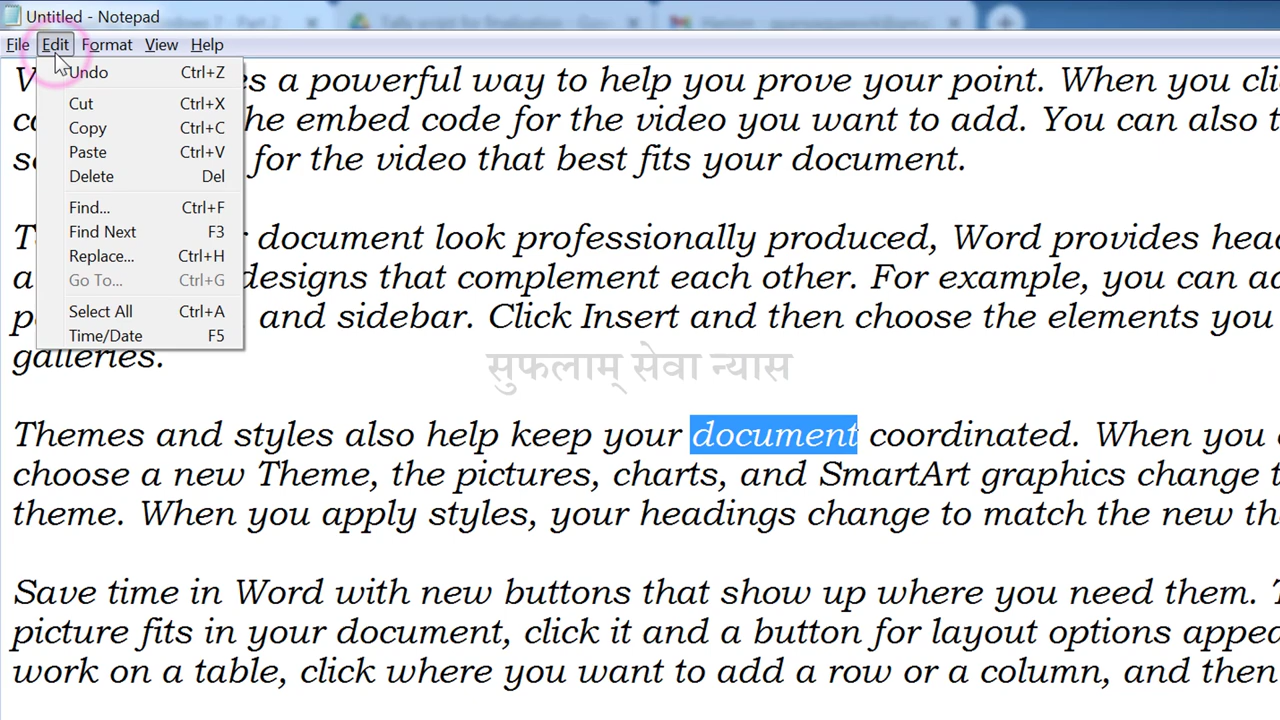 Untitled - Notepad
File Edit Format View Help
Undo Ctrl+Z
Cut Ctrl+X
Copy Ctrl+C
Paste Ctrl+V
Delete Del
Find... Ctrl+F
Find Next F3
Replace... Ctrl+H
Go To... Ctrl+G
Select All Ctrl+A
Time/Date F5
a powerful way to help you prove your point. When you
the embed code for the video you want to add. You can also
for the video that best fits your document.
document look professionally produced, Word provides
designs that complement each other. For example, you can
and sidebar. Click Insert and then choose the elements you
galleries.
सुफलाम् सेवा न्यास
Themes and styles also help keep your document coordinated. When you
choose a new Theme, the pictures, charts, and SmartArt graphics change
theme. When you apply styles, your headings change to match the new
Save time in Word with new buttons that show up where you need them.
picture fits in your document, click it and a button for layout options
work on a table, click where you want to add a row or a column, and then